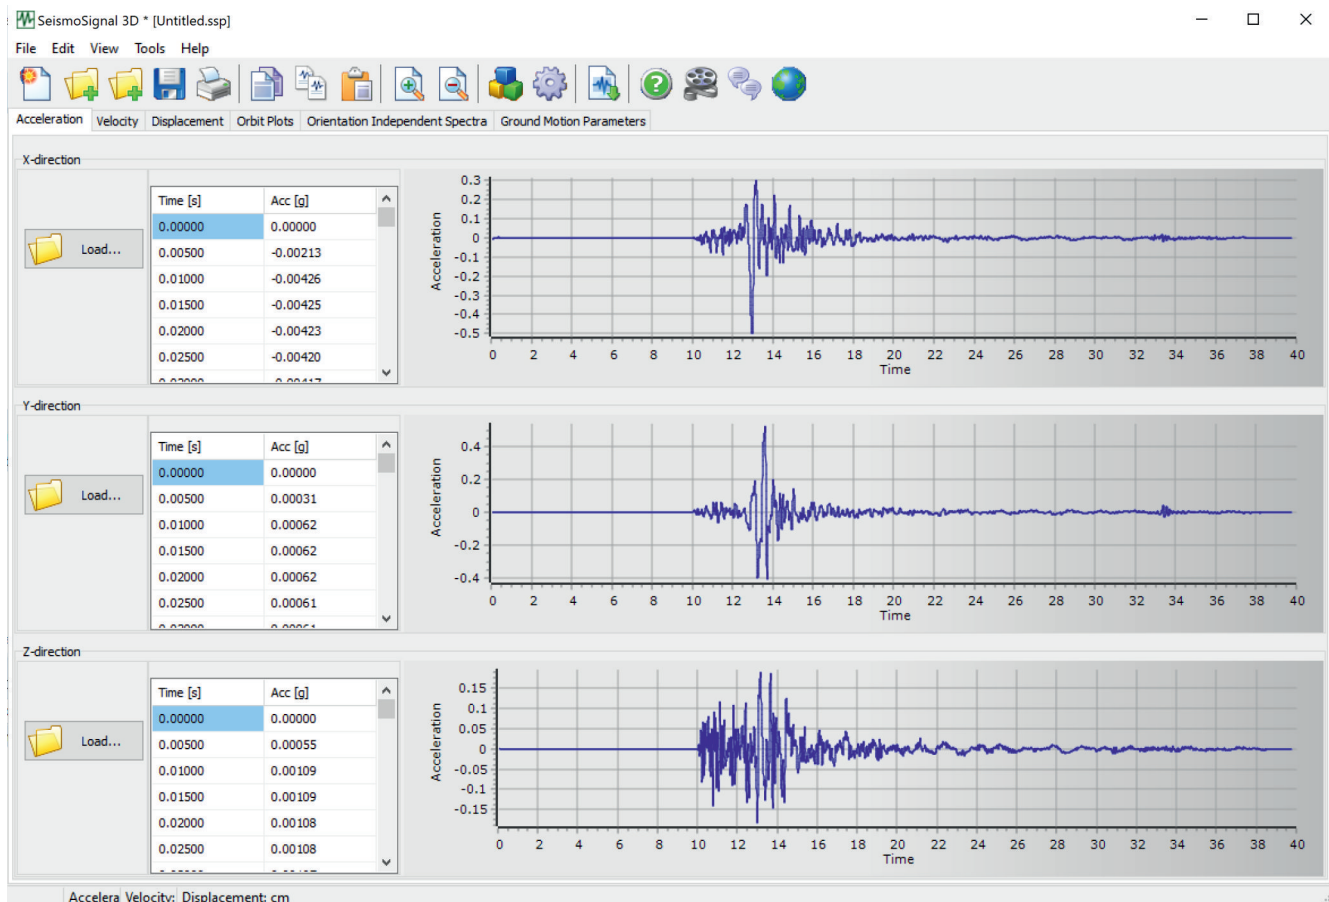 SeismoSignal 3D * [Untitled.ssp]
File Edit View Tools Help
Acceleration Velocity Displacement Orbit Plots Orientation Independent Spectra Ground Motion Parameters
X-direction
Load...
Time [s] Acc [g]
0.00000 0.00000
0.00500 -0.00213
0.01000 -0.00426
0.01500 -0.00425
0.02000 -0.00423
0.02500 -0.00420
Acceleration
0.3
0.2
0.1
0
-0.1
-0.2
-0.3
-0.4
-0.5
0 2 4 6 8 10 12 14 16 18 20 22 24 26 28 30 32 34 36 38 40
Time
Y-direction
Load...
Time [s] Acc [g]
0.00000 0.00000
0.00500 0.00031
0.01000 0.00062
0.01500 0.00062
0.02000 0.00062
0.02500 0.00061
Acceleration
0.4
0.2
0
-0.2
-0.4
0 2 4 6 8 10 12 14 16 18 20 22 24 26 28 30 32 34 36 38 40
Time
Z-direction
Load...
Time [s] Acc [g]
0.00000 0.00000
0.00500 0.00055
0.01000 0.00109
0.01500 0.00109
0.02000 0.00108
0.02500 0.00108
Acceleration
0.15
0.1
0.05
0
-0.05
-0.1
-0.15
0 2 4 6 8 10 12 14 16 18 20 22 24 26 28 30 32 34 36 38 40
Time
Accelera Velocity: Displacement: cm